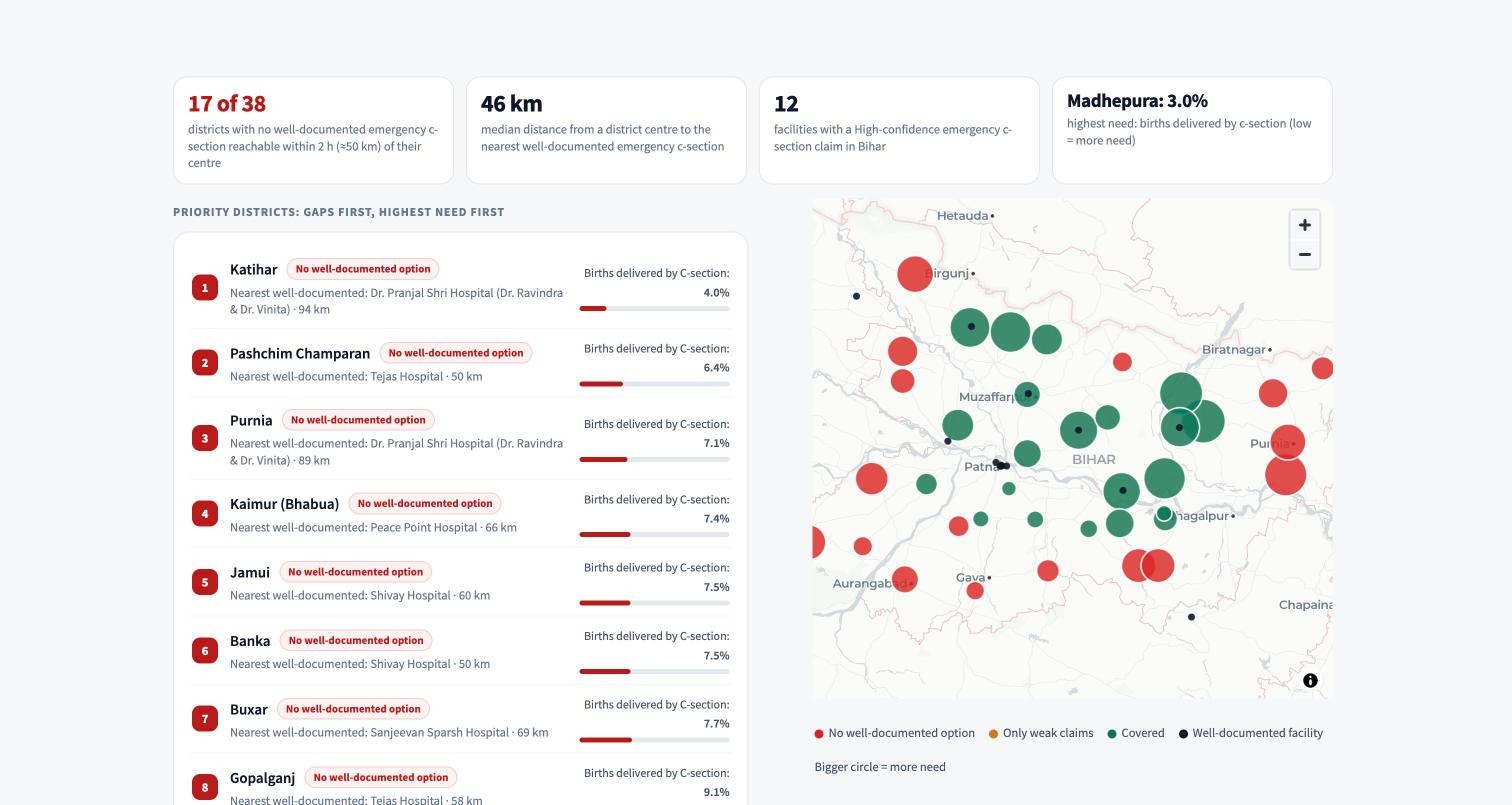 17 of 38
districts with no well-documented emergency c-
section reachable within 2 h (≈50 km) of their
centre
46 km
median distance from a district centre to the
nearest well-documented emergency c-section
12
facilities with a High-confidence emergency c-
section claim in Bihar
Madhepura: 3.0%
highest need: births delivered by c-section (low
= more need)
PRIORITY DISTRICTS: GAPS FIRST, HIGHEST NEED FIRST
1
Katihar
No well-documented option
Nearest well-documented: Dr. Pranjal Shri Hospital (Dr. Ravindra
& Dr. Vinita) · 94 km
Births delivered by C-section:
4.0%
2
Pashchim Champaran
No well-documented option
Nearest well-documented: Tejas Hospital · 50 km
Births delivered by C-section:
6.4%
3
Purnia
No well-documented option
Nearest well-documented: Dr. Pranjal Shri Hospital (Dr. Ravindra
& Dr. Vinita) · 89 km
Births delivered by C-section:
7.1%
4
Kaimur (Bhabua)
No well-documented option
Nearest well-documented: Peace Point Hospital · 66 km
Births delivered by C-section:
7.4%
5
Jamui
No well-documented option
Nearest well-documented: Shivay Hospital · 60 km
Births delivered by C-section:
7.5%
6
Banka
No well-documented option
Nearest well-documented: Shivay Hospital · 50 km
Births delivered by C-section:
7.5%
7
Buxar
No well-documented option
Nearest well-documented: Sanjeevan Sparsh Hospital · 69 km
Births delivered by C-section:
7.7%
8
Gopalganj
No well-documented option
Nearest well-documented: Tejas Hospital · 58 km
Births delivered by C-section:
9.1%
Hetauda
+
−
Birgunj
Biratnagar
Muzaffarpur
Purnia
BIHAR
Patna
Aurangabad
Gaya
Chapaina
No well-documented option
Only weak claims
Covered
Well-documented facility
Bigger circle = more need